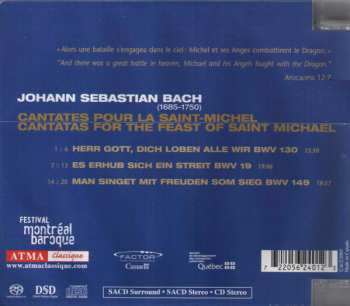 « Alors une bataille s'engagea dans le ciel : Michel et ses Anges combattirent le Dragon. »
"And there was a great battle in heaven, Michael and his Angels fought with the Dragon."
Apocalypse 12:7
JOHANN SEBASTIAN BACH
(1685-1750)
CANTATES POUR LA SAINT-MICHEL
CANTATAS FOR THE FEAST OF SAINT MICHAEL
1 - 6 HERR GOTT, DICH LOBEN ALLE WIR BWV 130
7 - 13 ES ERHUB SICH EIN STREIT BWV 19
14 - 20 MAN SINGET MIT FREUDEN VOM SIEG BWV 149
FESTIVAL
montréal
baroque
ATMA Classique
www.atmaclassique.com
FACTOR
Canada
Québec
7 22056 24012 3
DSD
SACD Surround • SACD Stereo • CD Stereo